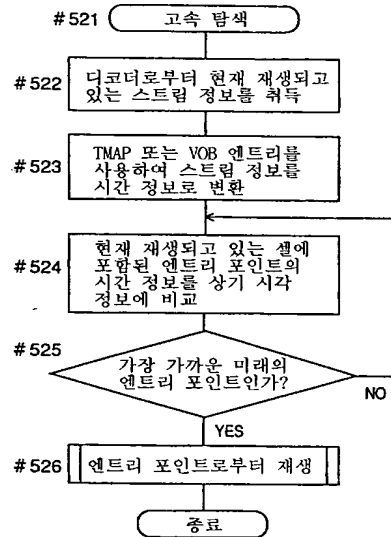 #521
고속 탐색
#522
디코더로부터 현재 재생되고
있는 스트림 정보를 취득
#523
TMAP 또는 VOB 엔트리를
사용하여 스트림 정보를
시간 정보로 변환
#524
현재 재생되고 있는 셀에
포함된 엔트리 포인트의
시간 정보를 상기 시각
정보에 비교
#525
가장 가까운 미래의
엔트리 포인트인가?
NO
YES
#526
엔트리 포인트로부터 재생
종료